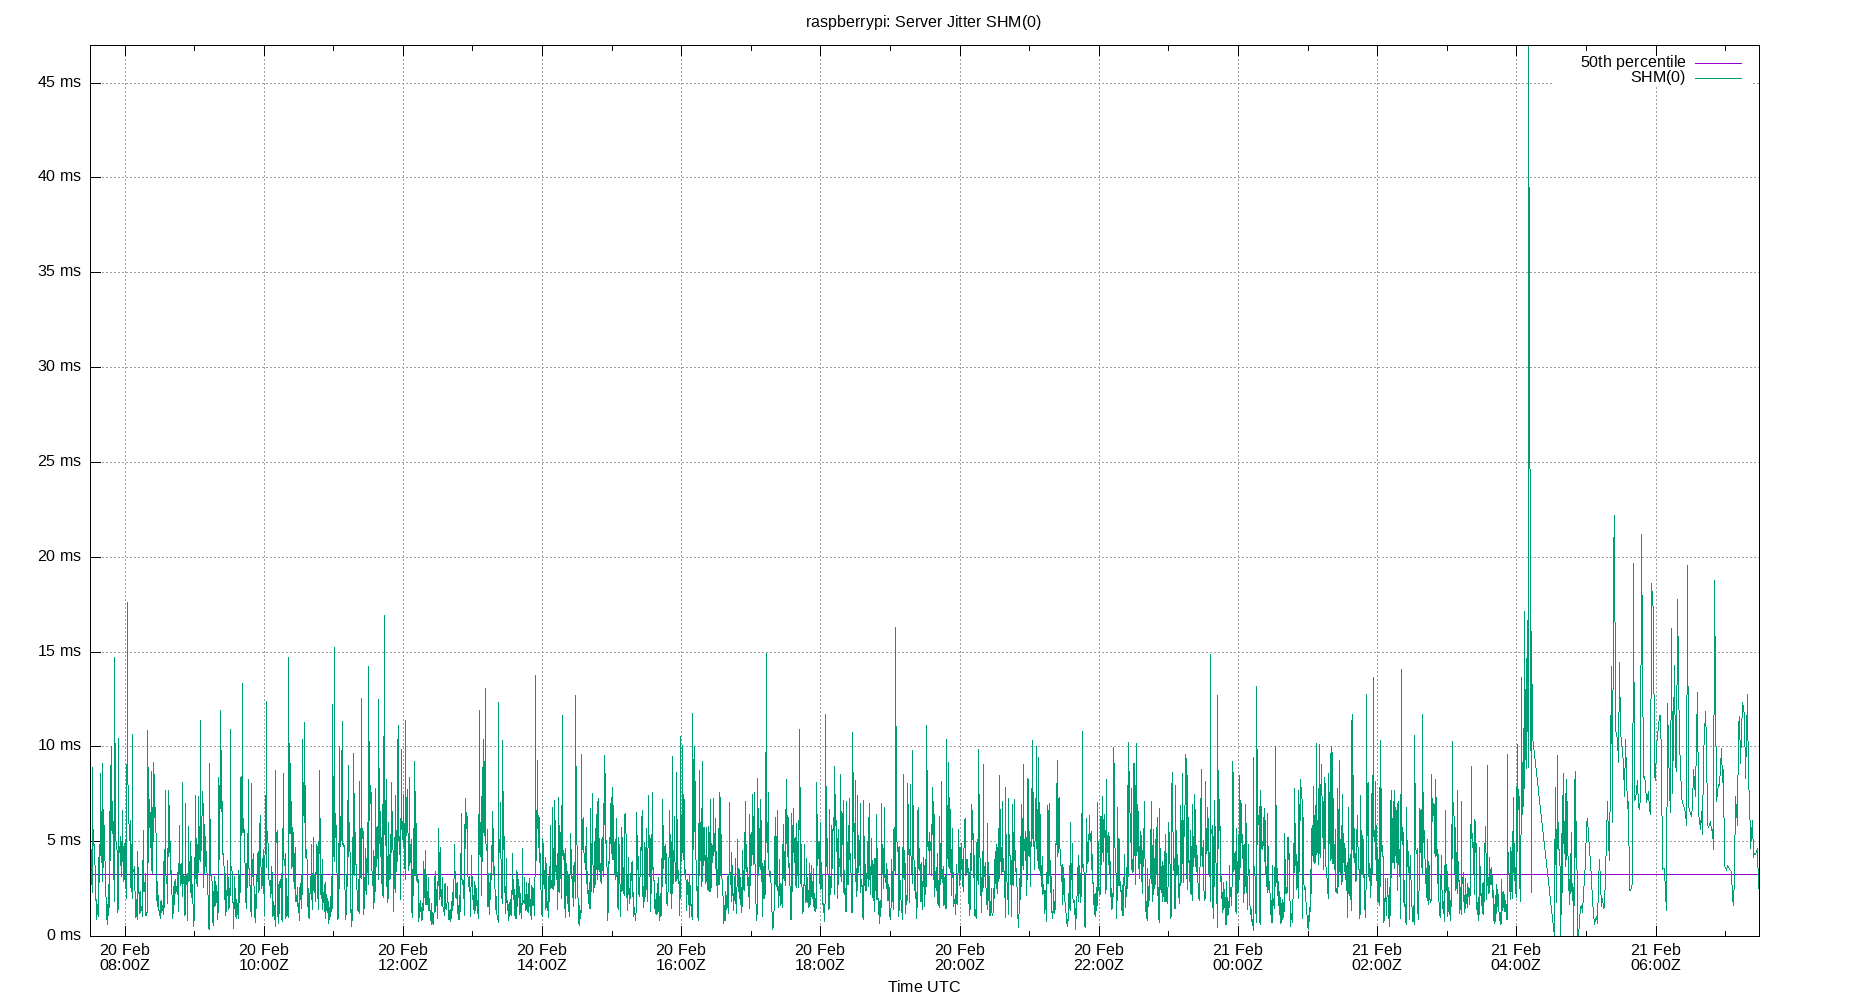 raspberrypi: Server Jitter SHM(0)
50th percentile
SHM(0)
45 ms
40 ms
35 ms
30 ms
25 ms
20 ms
15 ms
10 ms
5 ms
0 ms
20 Feb 20 Feb 20 Feb 20 Feb 20 Feb 20 Feb 20 Feb 20 Feb 21 Feb 21 Feb 21 Feb 21 Feb
08:00Z 10:00Z 12:00Z 14:00Z 16:00Z 18:00Z 20:00Z 22:00Z 00:00Z 02:00Z 04:00Z 06:00Z
Time UTC